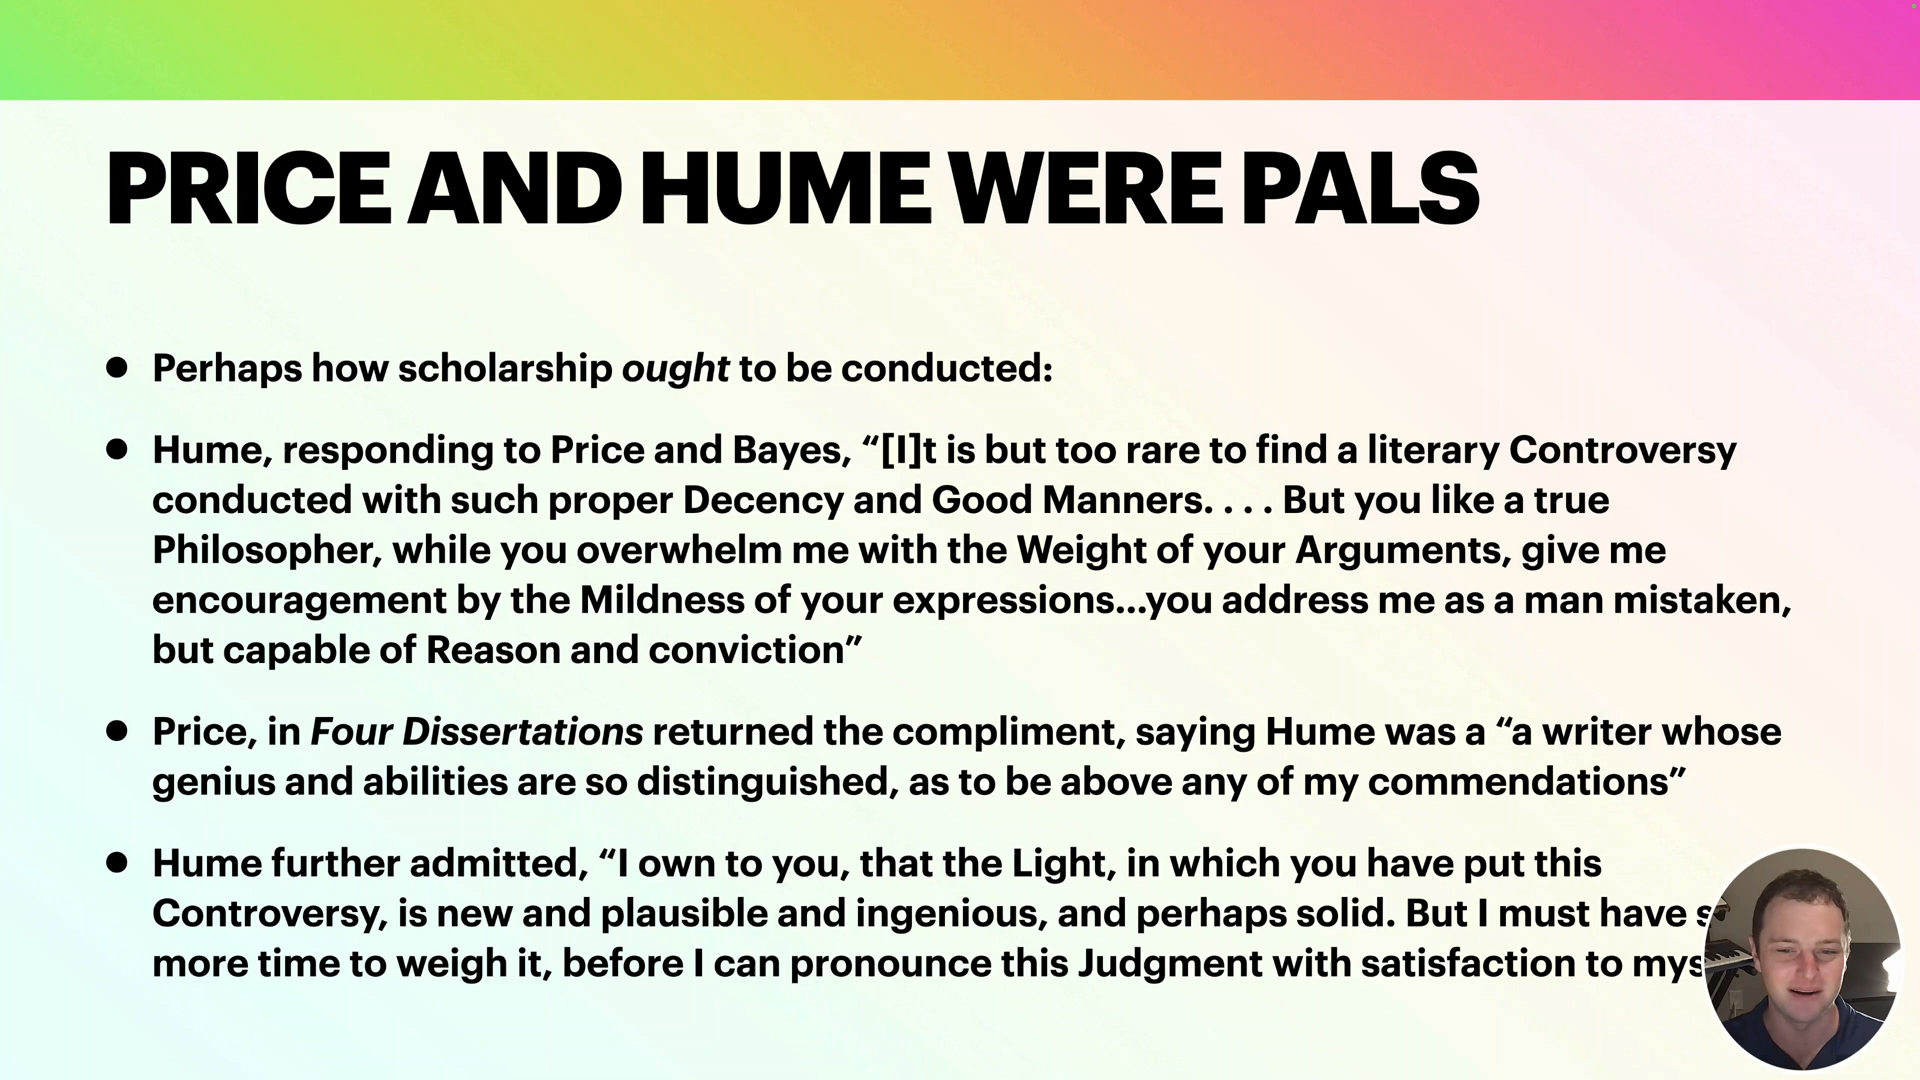 PRICE AND HUME WERE PALS
● Perhaps how scholarship ought to be conducted:
● Hume, responding to Price and Bayes, “[I]t is but too rare to find a literary Controversy
conducted with such proper Decency and Good Manners. . . . But you like a true
Philosopher, while you overwhelm me with the Weight of your Arguments, give me
encouragement by the Mildness of your expressions...you address me as a man mistaken,
but capable of Reason and conviction”
● Price, in Four Dissertations returned the compliment, saying Hume was a “a writer whose
genius and abilities are so distinguished, as to be above any of my commendations”
● Hume further admitted, “I own to you, that the Light, in which you have put this
Controversy, is new and plausible and ingenious, and perhaps solid. But I must have
more time to weigh it, before I can pronounce this Judgment with satisfaction to